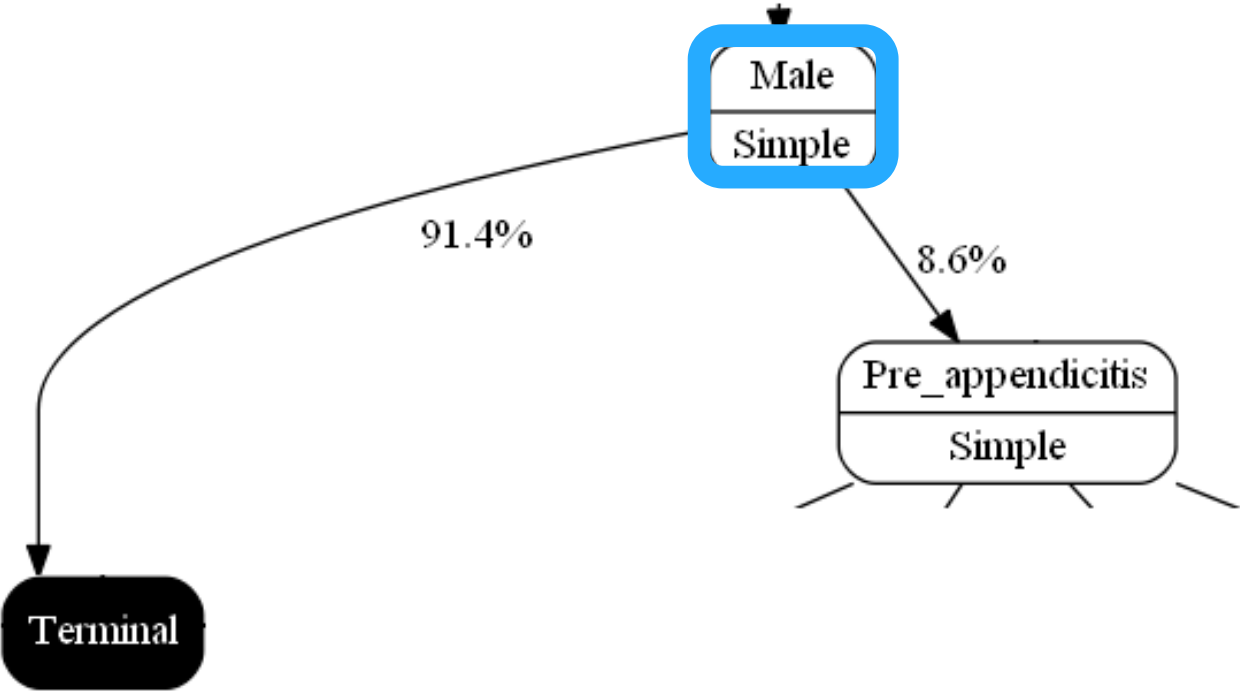 Male
Simple
91.4%
8.6%
Pre_appendicitis
Simple
Terminal